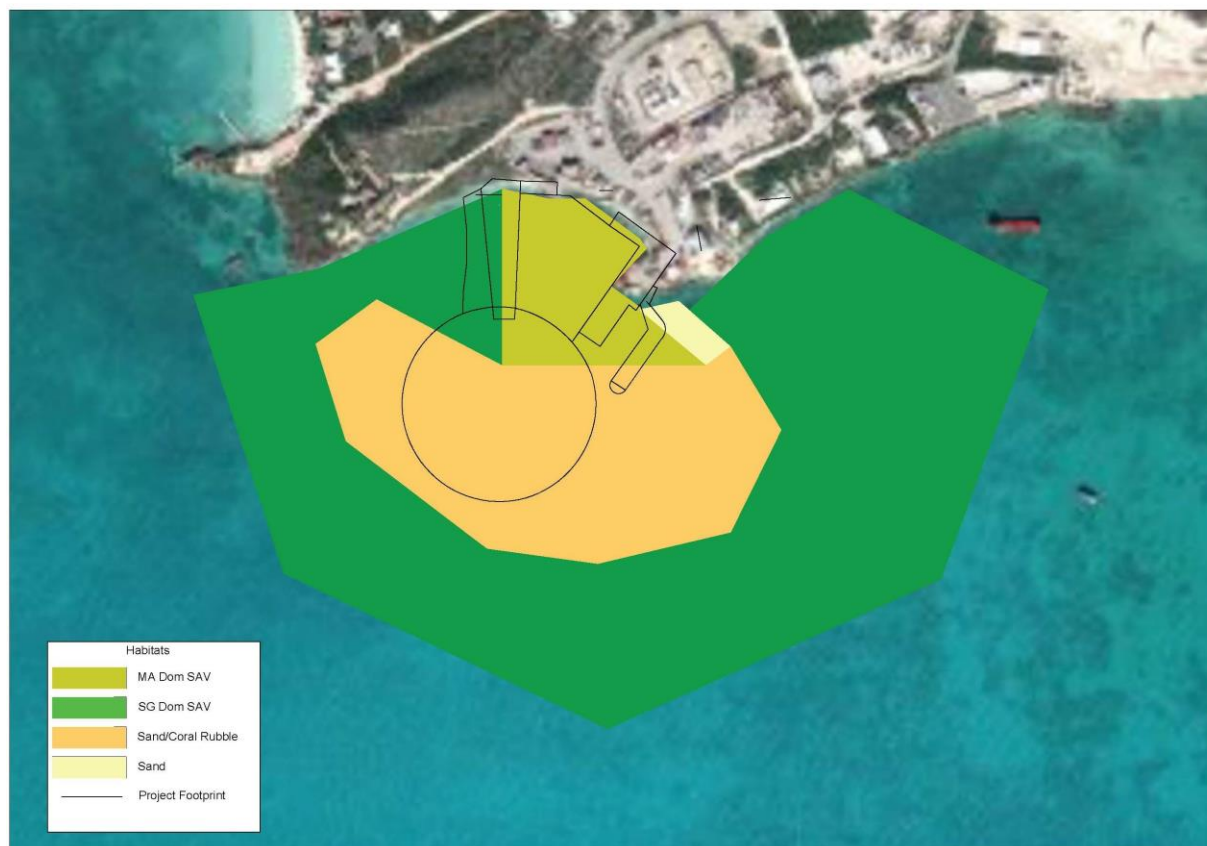 Habitats
MA Dom SAV
SG Dom SAV
Sand/Coral Rubble
Sand
Project Footprint